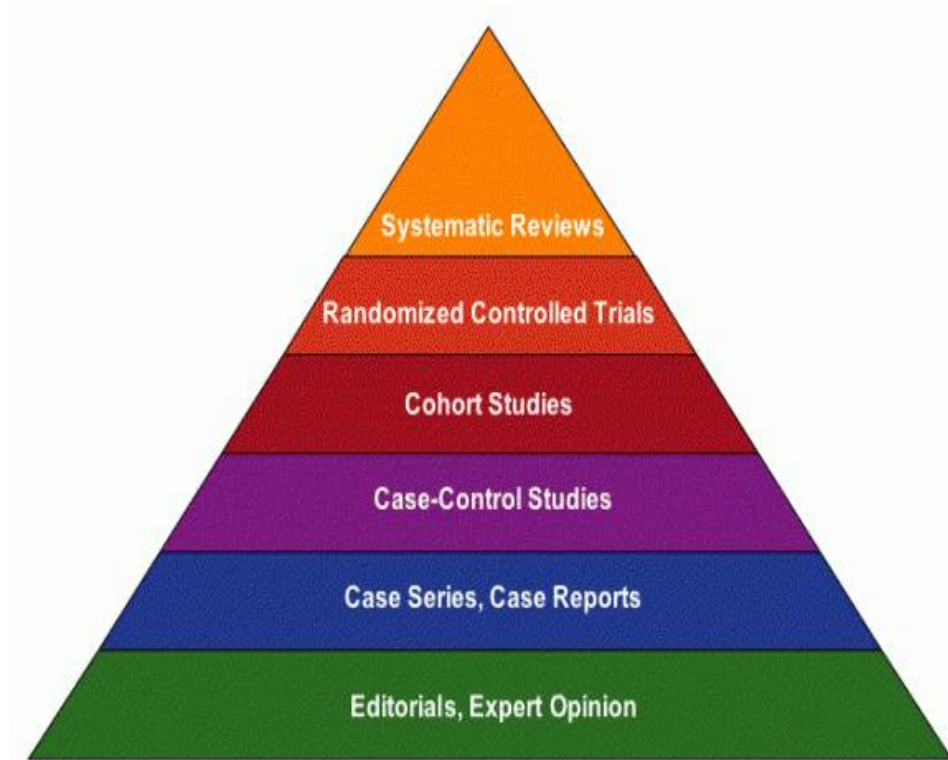 Systematic Reviews
Randomized Controlled Trials
Cohort Studies
Case-Control Studies
Case Series, Case Reports
Editorials, Expert Opinion